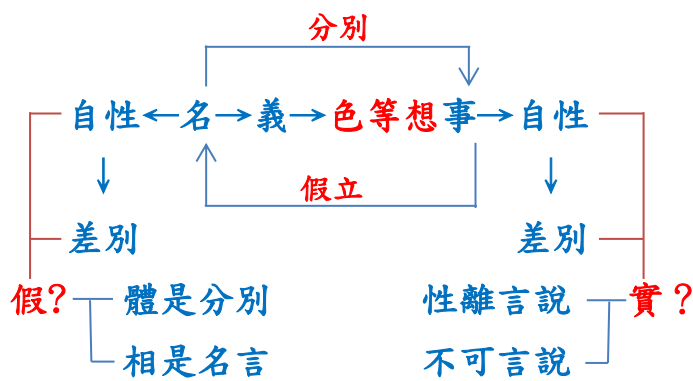 分別
自性 名 義 色等想事 自性
假立
差別 差別
假? 體是分別 性離言說 實?
相是名言 不可言說